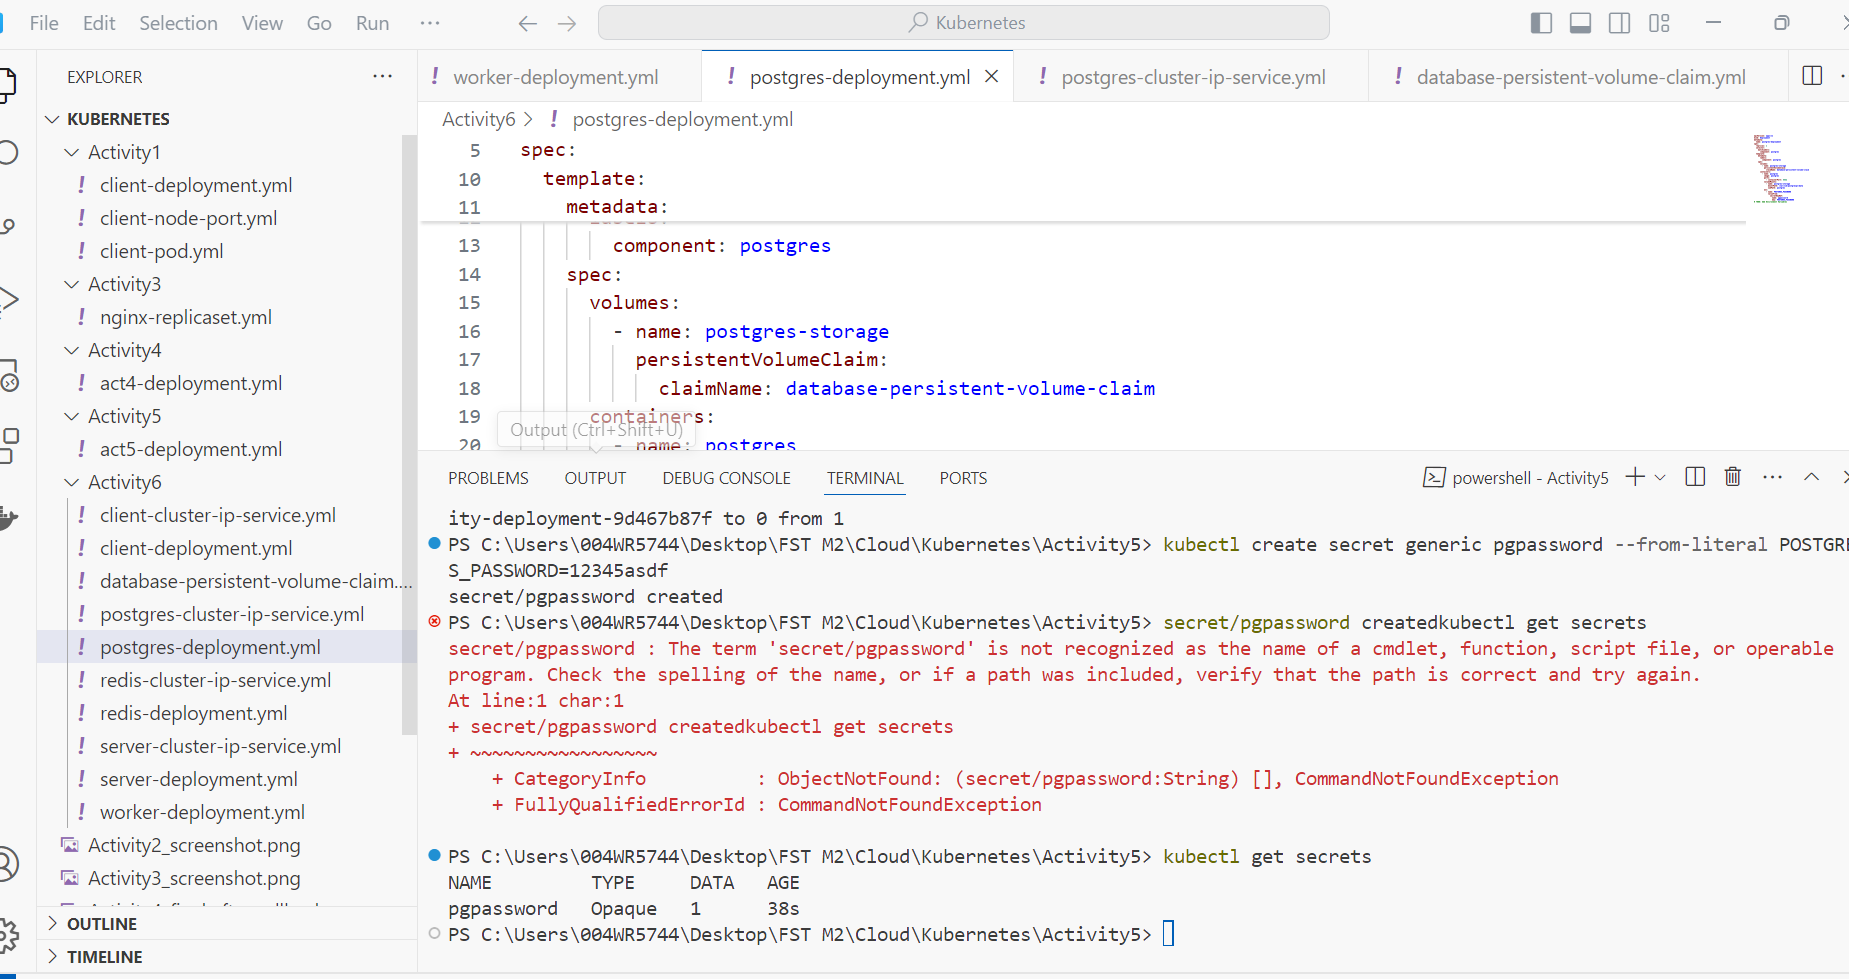 File Edit Selection View Go Run ···
Kubernetes
EXPLORER ···
KUBERNETES
Activity1
! client-deployment.yml
! client-node-port.yml
! client-pod.yml
Activity3
! nginx-replicaset.yml
Activity4
! act4-deployment.yml
Activity5
! act5-deployment.yml
Activity6
! client-cluster-ip-service.yml
! client-deployment.yml
! database-persistent-volume-claim....
! postgres-cluster-ip-service.yml
! postgres-deployment.yml
! redis-cluster-ip-service.yml
! redis-deployment.yml
! server-cluster-ip-service.yml
! server-deployment.yml
! worker-deployment.yml
Activity2_screenshot.png
Activity3_screenshot.png
OUTLINE
TIMELINE
! worker-deployment.yml ! postgres-deployment.yml ! postgres-cluster-ip-service.yml ! database-persistent-volume-claim.yml
Activity6 > ! postgres-deployment.yml
5 spec:
10 template:
11 metadata:
13 component: postgres
14 spec:
15 volumes:
16 - name: postgres-storage
17 persistentVolumeClaim:
18 claimName: database-persistent-volume-claim
19 containers:
20 - name: postgres
Output (Ctrl+Shift+U)
PROBLEMS OUTPUT DEBUG CONSOLE TERMINAL PORTS powershell - Activity5
ity-deployment-9d467b87f to 0 from 1
PS C:\Users\004WR5744\Desktop\FST M2\Cloud\Kubernetes\Activity5> kubectl create secret generic pgpassword --from-literal POSTGRE
S_PASSWORD=12345asdf
secret/pgpassword created
PS C:\Users\004WR5744\Desktop\FST M2\Cloud\Kubernetes\Activity5> secret/pgpassword createdkubectl get secrets
secret/pgpassword : The term 'secret/pgpassword' is not recognized as the name of a cmdlet, function, script file, or operable
program. Check the spelling of the name, or if a path was included, verify that the path is correct and try again.
At line:1 char:1
+ secret/pgpassword createdkubectl get secrets
+ ~~~~~~~~~~~~~~~~~
+ CategoryInfo : ObjectNotFound: (secret/pgpassword:String) [], CommandNotFoundException
+ FullyQualifiedErrorId : CommandNotFoundException
PS C:\Users\004WR5744\Desktop\FST M2\Cloud\Kubernetes\Activity5> kubectl get secrets
NAME TYPE DATA AGE
pgpassword Opaque 1 38s
PS C:\Users\004WR5744\Desktop\FST M2\Cloud\Kubernetes\Activity5>